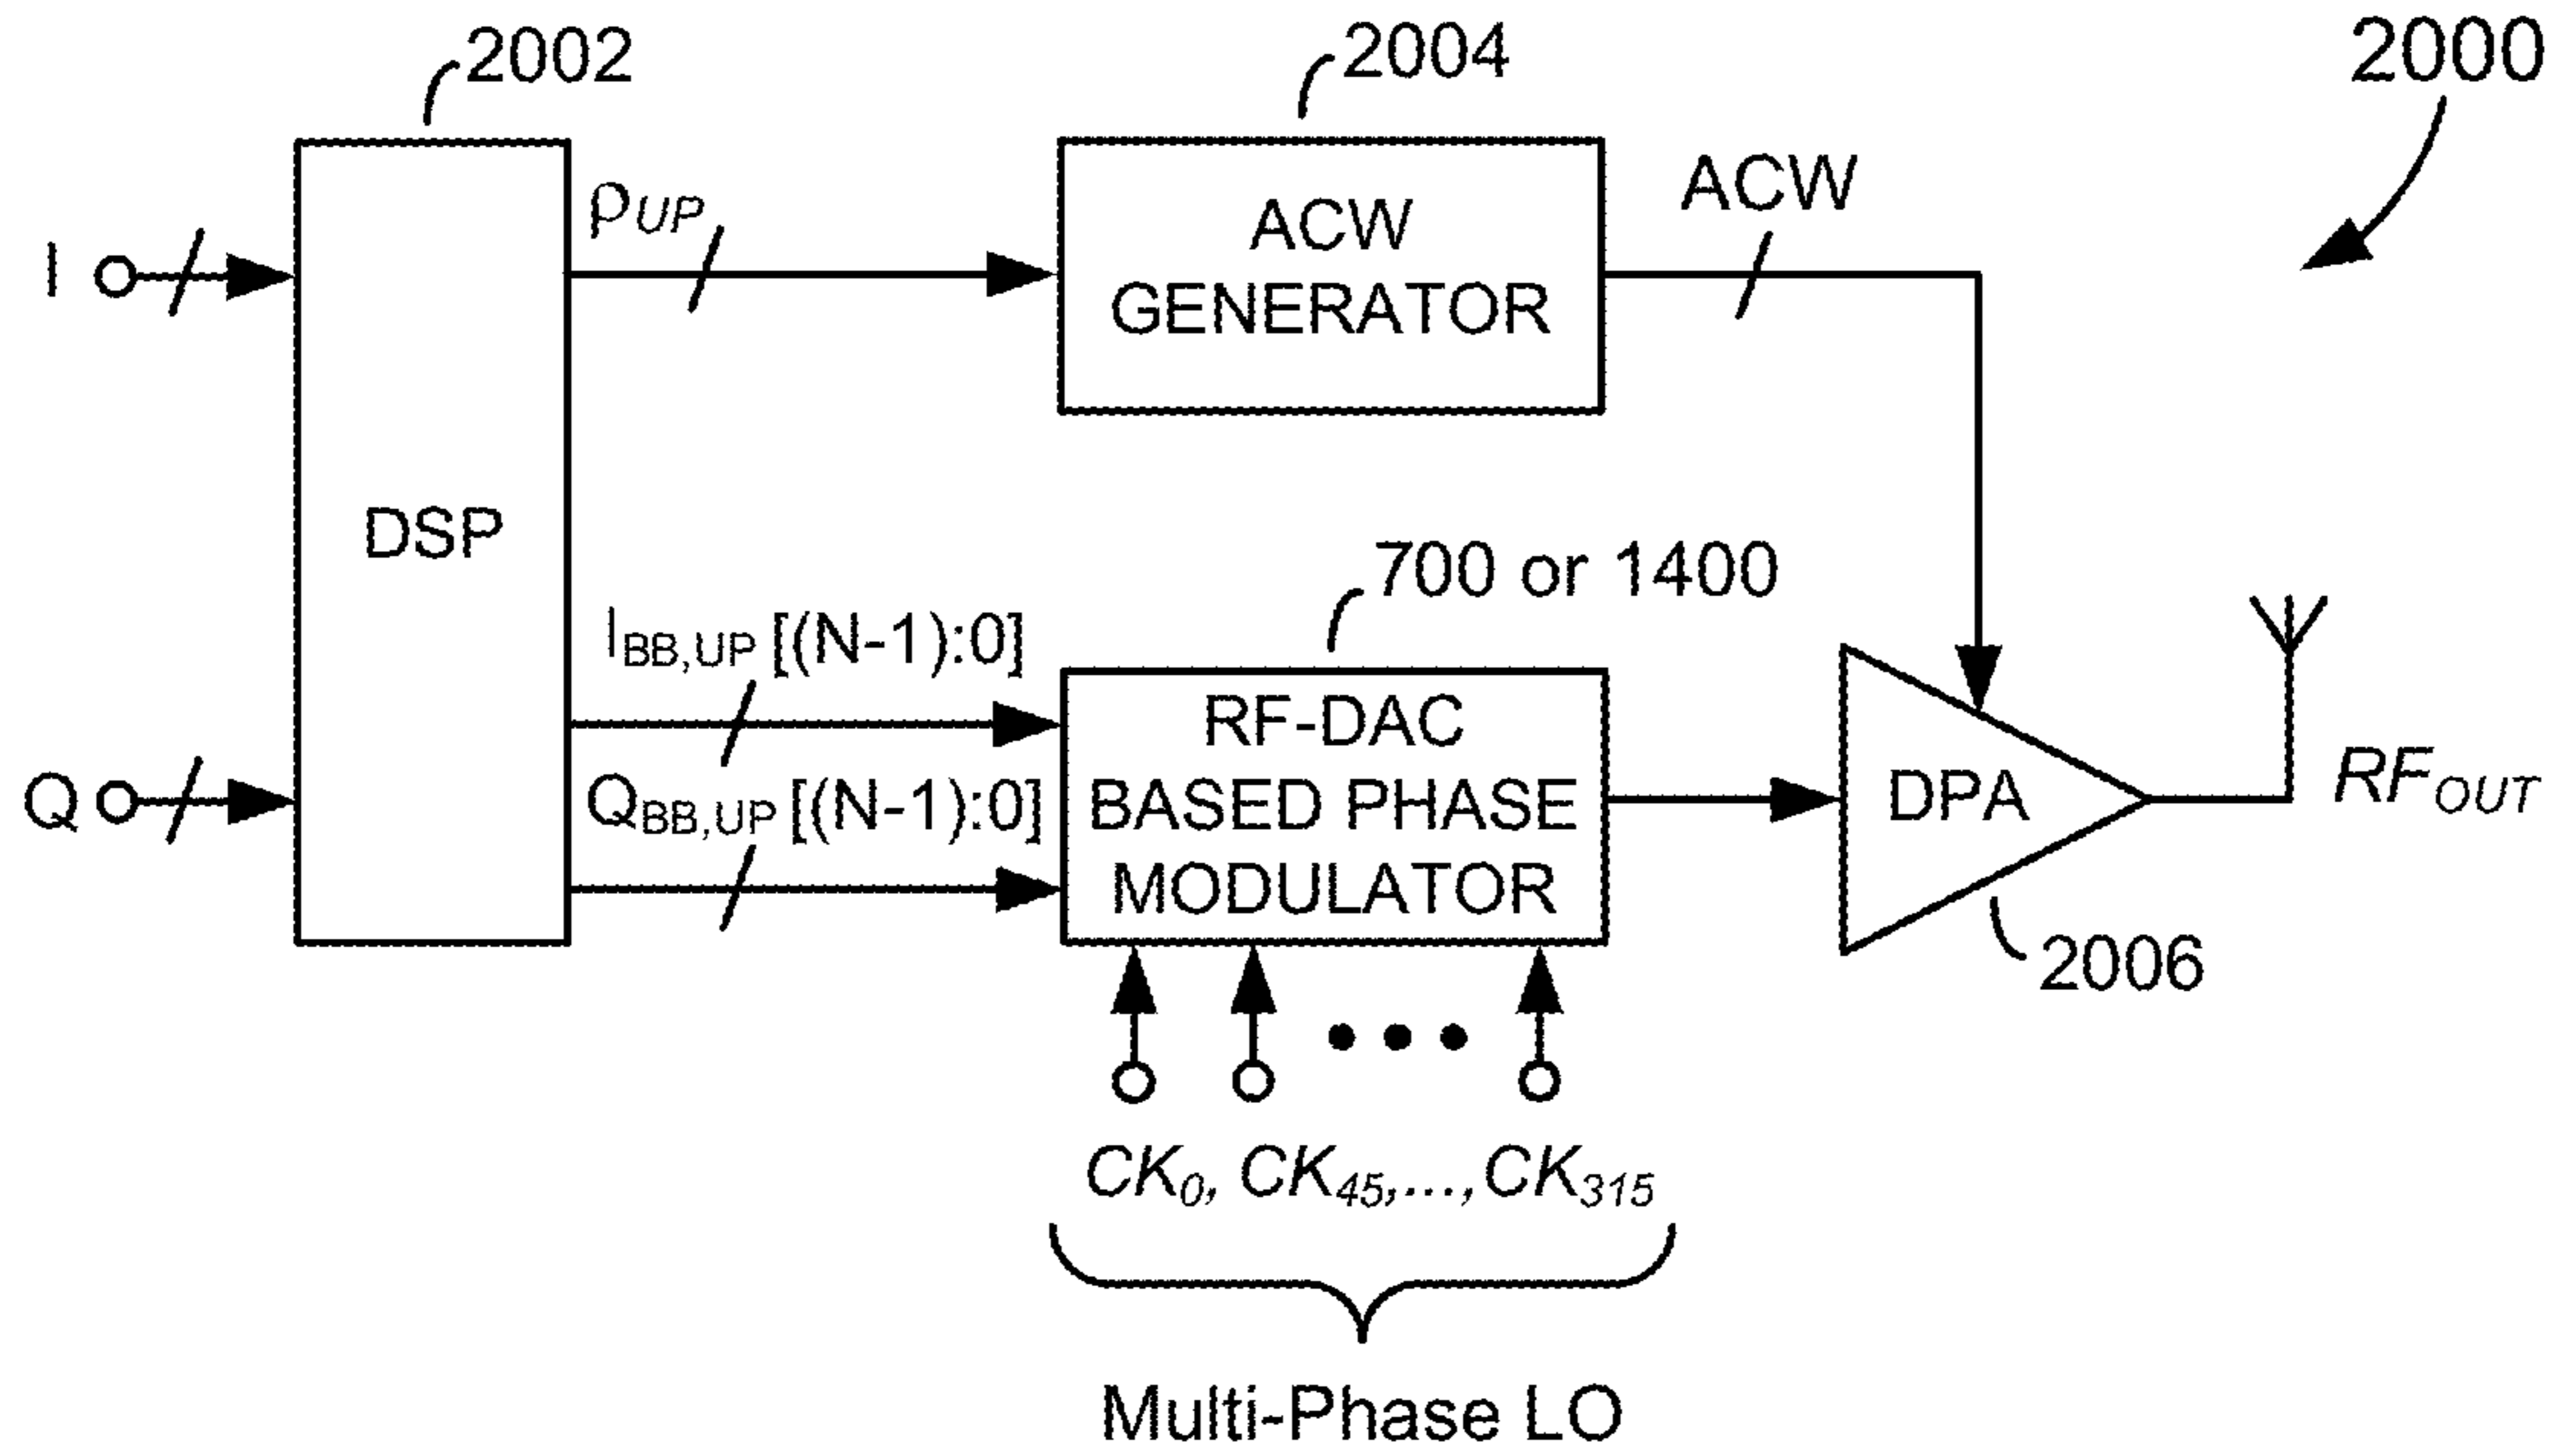 2002
2004
2000
I
ρUP
ACW
GENERATOR
ACW
DSP
700 or 1400
IBB,UP [(N-1):0]
QBB,UP [(N-1):0]
Q
RF-DAC
BASED PHASE
MODULATOR
DPA
RFOUT
2006
CK0, CK45,...,CK315
Multi-Phase LO